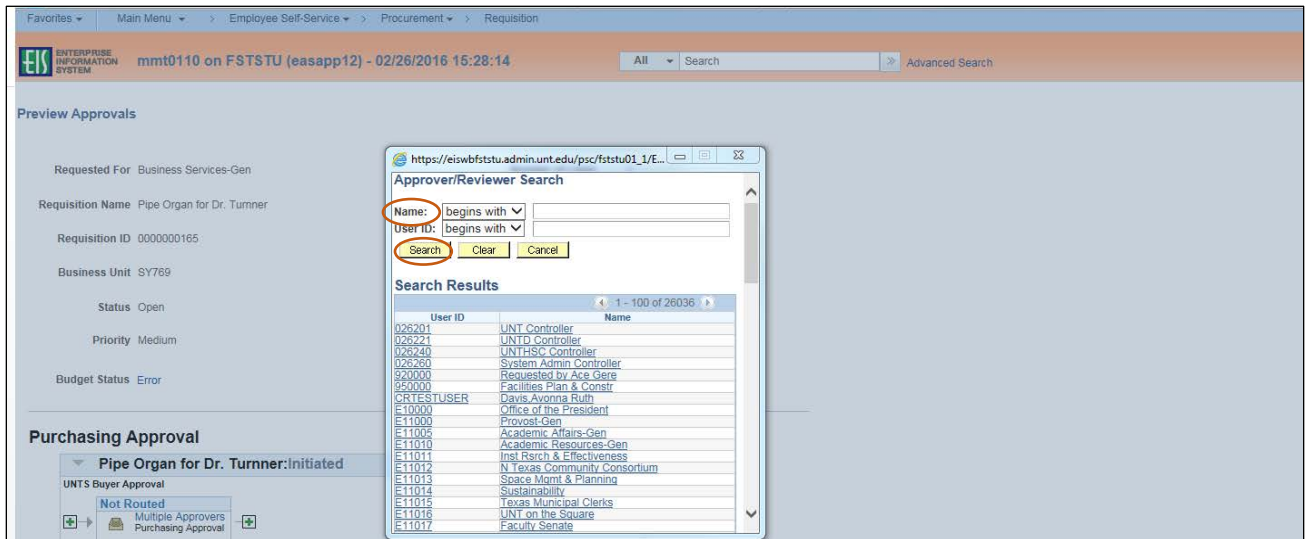 Favorites Main Menu > Employee Self-Service > Procurement > Requisition
EIS ENTERPRISE INFORMATION SYSTEM
mmt0110 on FSTSTU (easapp12) - 02/26/2016 15:28:14
All Search Advanced Search
Preview Approvals
Requested For Business Services-Gen
Requisition Name Pipe Organ for Dr. Turnner
Requisition ID 0000000165
Business Unit SY769
Status Open
Priority Medium
Budget Status Error
Purchasing Approval
Pipe Organ for Dr. Turnner:Initiated
UNTS Buyer Approval
Not Routed
Multiple Approvers
Purchasing Approval
https://eiswbfststu.admin.unt.edu/psc/fststu01_1/E...
Approver/Reviewer Search
Name: begins with
User ID: begins with
Search Clear Cancel
Search Results
1 - 100 of 26036
User ID Name
026201 UNT Controller
026221 UNTD Controller
026240 UNTHSC Controller
026260 System Admin Controller
920000 Requested by Ace Gere
950000 Facilities Plan & Constr
CRTESTUSER Davis,Avonna Ruth
E10000 Office of the President
E11000 Provost-Gen
E11005 Academic Affairs-Gen
E11010 Academic Resources-Gen
E11011 Inst Rsrch & Effectiveness
E11012 N Texas Community Consortium
E11013 Space Mgmt & Planning
E11014 Sustainability
E11015 Texas Municipal Clerks
E11016 UNT on the Square
E11017 Faculty Senate